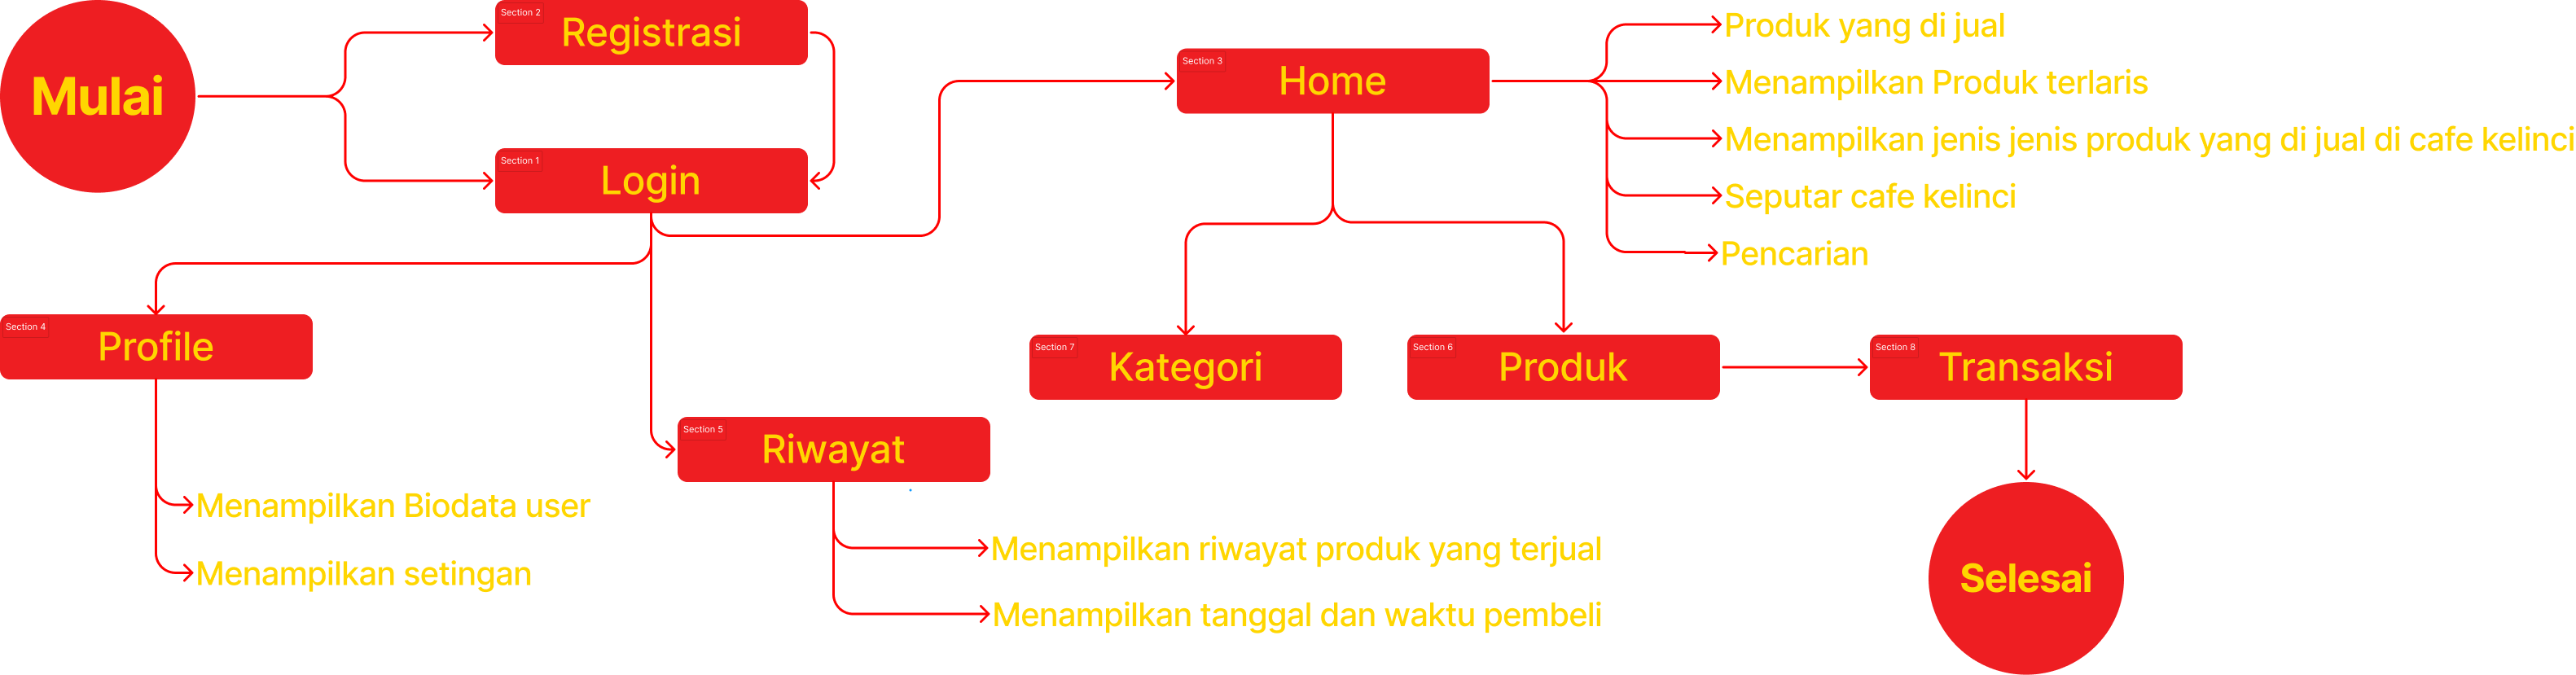 Mulai
Section 2
Registrasi
Section 1
Login
Section 3
Home
Produk yang di jual
Menampilkan Produk terlaris
Menampilkan jenis jenis produk yang di jual di cafe kelinci
Seputar cafe kelinci
Pencarian
Section 4
Profile
Menampilkan Biodata user
Menampilkan setingan
Section 5
Riwayat
Menampilkan riwayat produk yang terjual
Menampilkan tanggal dan waktu pembeli
Section 7
Kategori
Section 6
Produk
Section 8
Transaksi
Selesai